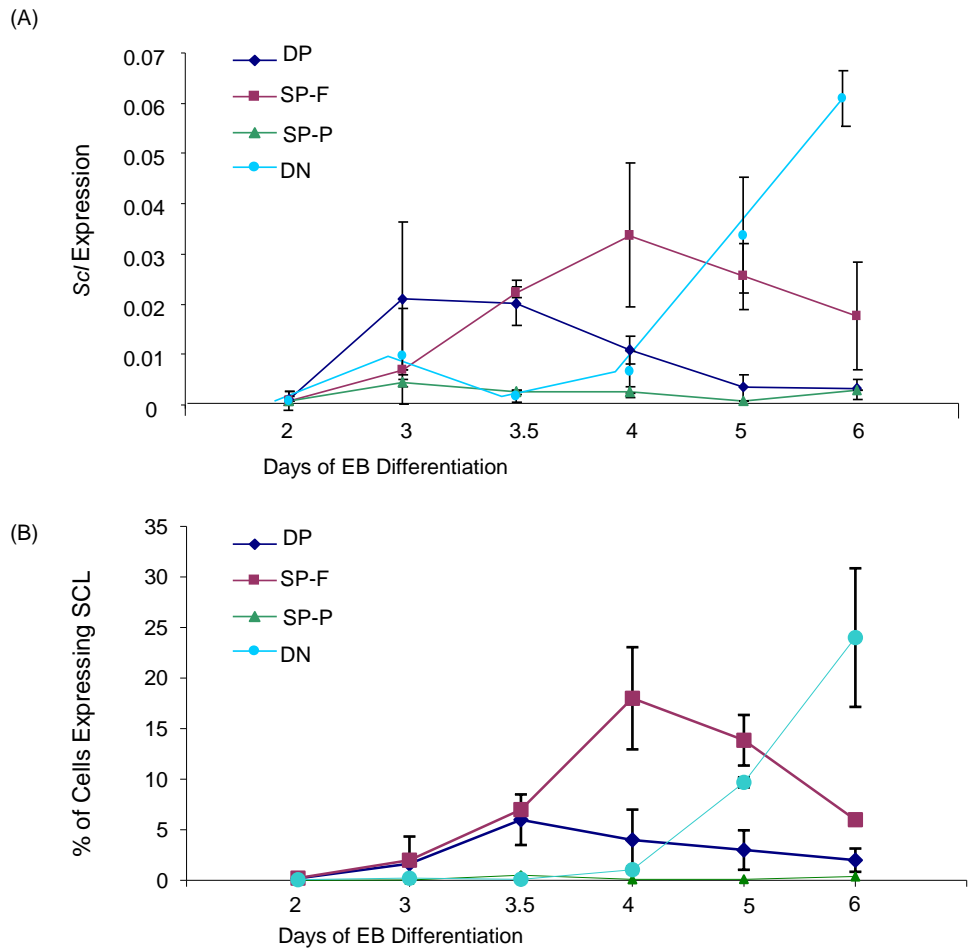 (A)
0.07
0.06
0.05
0.04
0.03
0.02
0.01
0
Scl Expression
DP
SP-F
SP-P
DN
2 3 3.5 4 5 6
Days of EB Differentiation
(B)
35
30
25
20
15
10
5
0
% of Cells Expressing SCL
DP
SP-F
SP-P
DN
2 3 3.5 4 5 6
Days of EB Differentiation